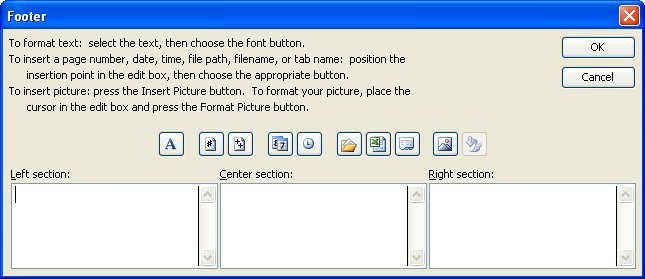 Footer
To format text:  select the text, then choose the font button.
To insert a page number, date, time, file path, filename, or tab name:  position the
insertion point in the edit box, then choose the appropriate button.
To insert picture: press the Insert Picture button.  To format your picture, place the
cursor in the edit box and press the Format Picture button.
OK
Cancel
A
Left section:
Center section:
Right section: